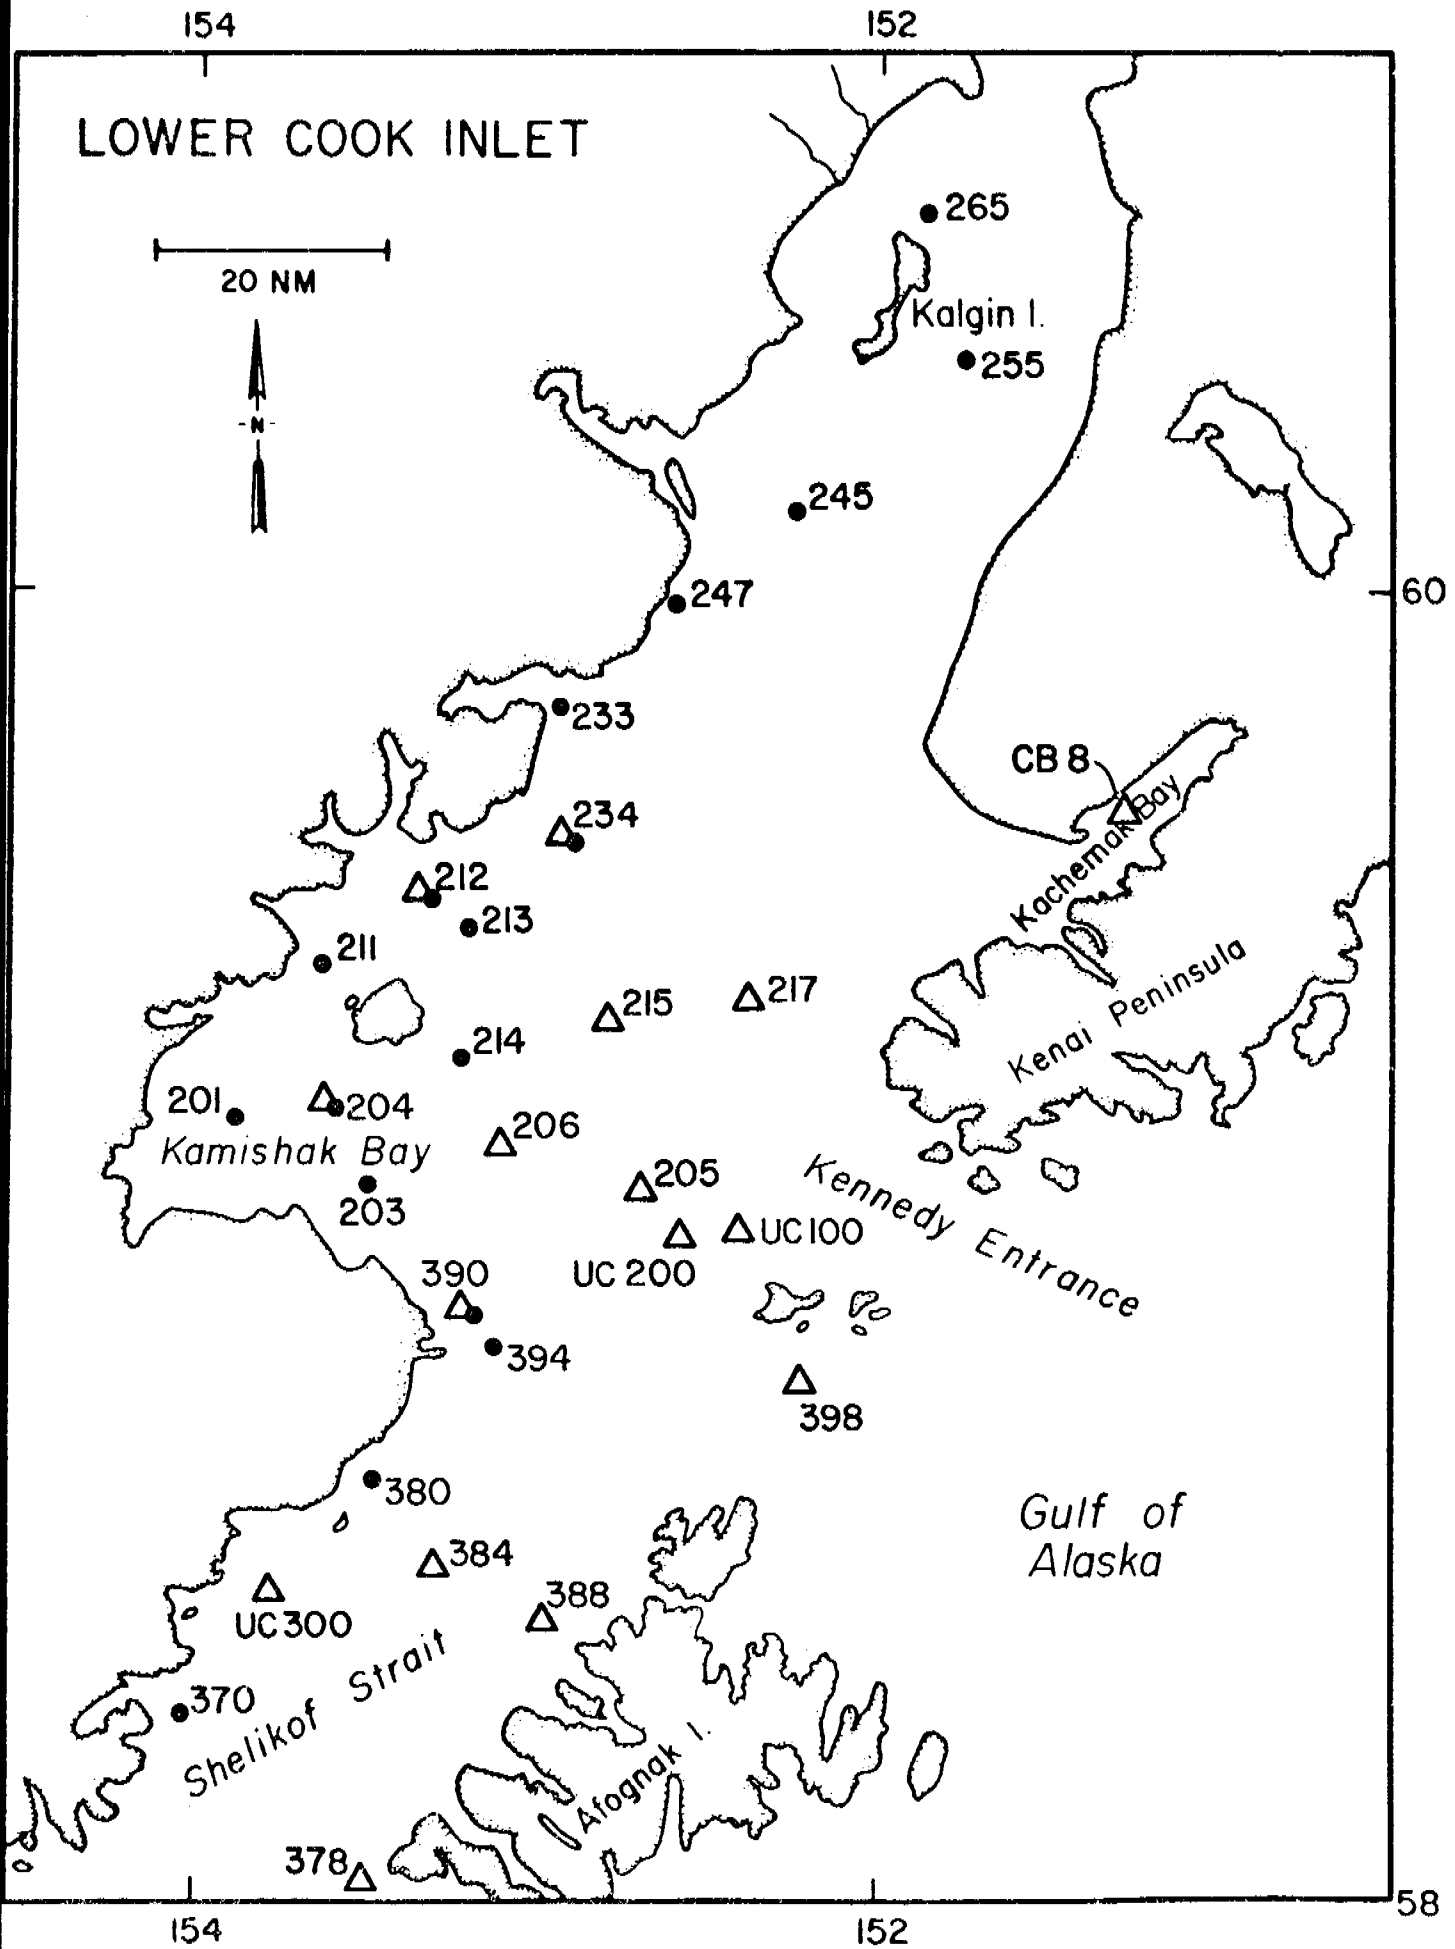 154
152
LOWER COOK INLET
265
20 NM
Kalgin I.
255
-N-
245
247
60
233
CB 8
234
Kachemak Bay
212
213
211
Kenai Peninsula
215
217
214
201
204
206
Kamishak Bay
205
Kennedy Entrance
203
UC100
UC 200
390
394
398
380
Gulf of
Alaska
384
388
UC300
Shelikof Strait
370
Afognak I.
378
58
154
152